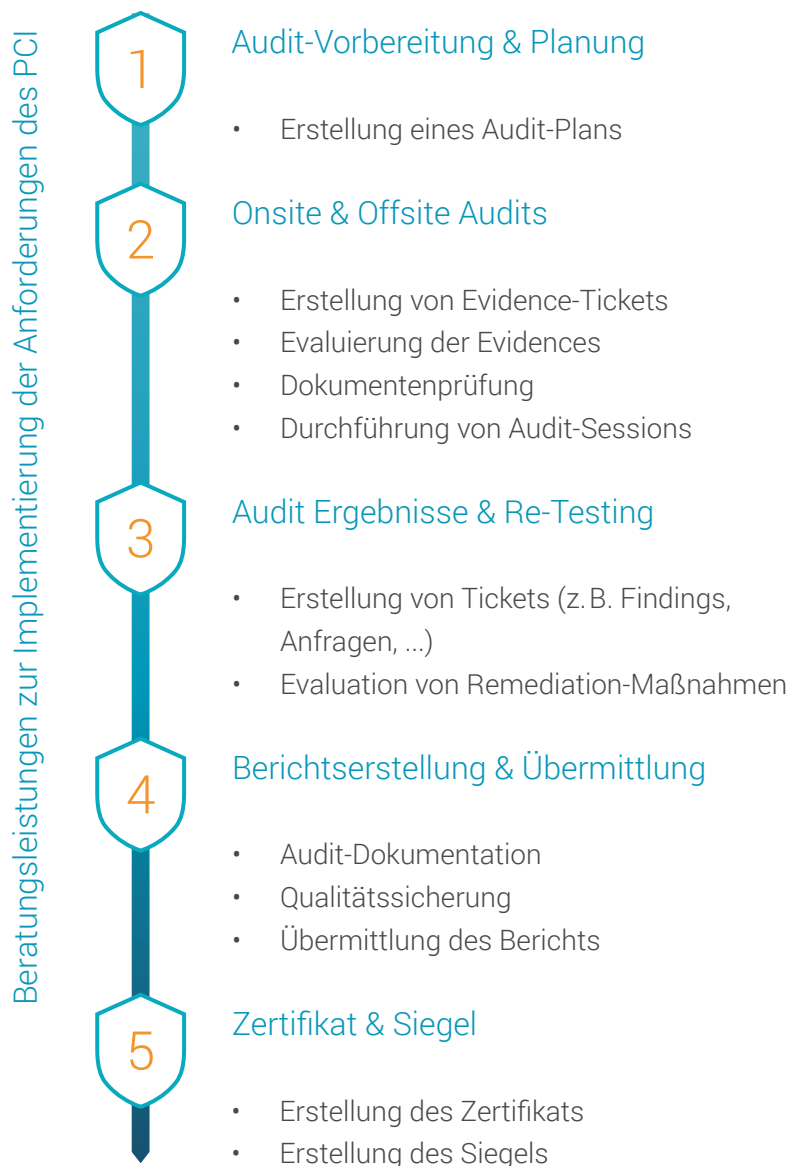 Beratungsleistungen zur Implementierung der Anforderungen des PCI
1
Audit-Vorbereitung & Planung
• Erstellung eines Audit-Plans
2
Onsite & Offsite Audits
• Erstellung von Evidence-Tickets
• Evaluierung der Evidences
• Dokumentenprüfung
• Durchführung von Audit-Sessions
3
Audit Ergebnisse & Re-Testing
• Erstellung von Tickets (z. B. Findings,
Anfragen, ...)
• Evaluation von Remediation-Maßnahmen
4
Berichtserstellung & Übermittlung
• Audit-Dokumentation
• Qualitätssicherung
• Übermittlung des Berichts
5
Zertifikat & Siegel
• Erstellung des Zertifikats
• Erstellung des Siegels